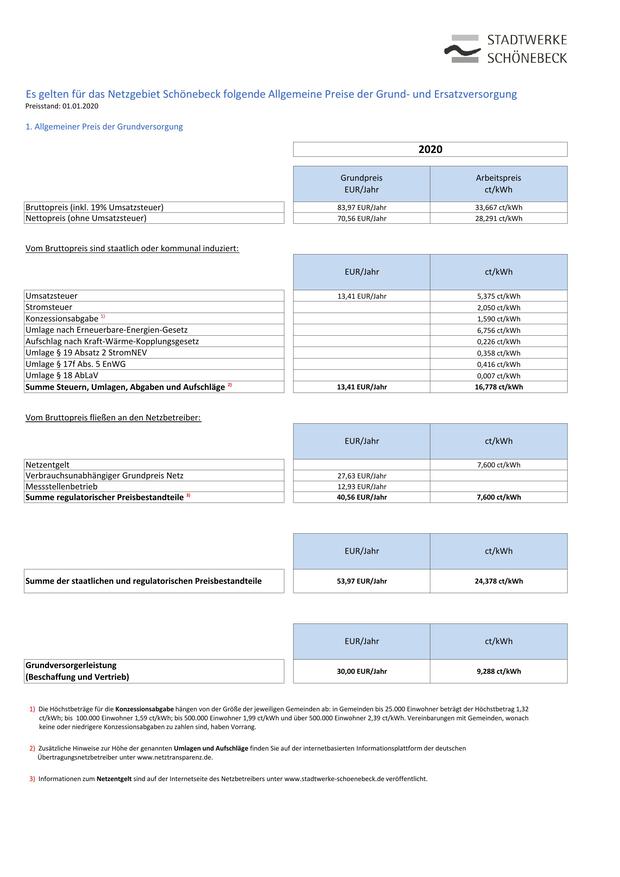 STADTWERKE
SCHÖNEBECK
Es gelten für das Netzgebiet Schönebeck folgende Allgemeine Preise der Grund- und Ersatzversorgung
Preisstand: 01.01.2020
1. Allgemeiner Preis der Grundversorgung
2020
Grundpreis Arbeitspreis
EUR/Jahr ct/kWh
Bruttopreis (inkl. 19% Umsatzsteuer) 83,97 EUR/Jahr 33,667 ct/kWh
Nettopreis (ohne Umsatzsteuer) 70,56 EUR/Jahr 28,291 ct/kWh
Vom Bruttopreis sind staatlich oder kommunal induziert:
EUR/Jahr ct/kWh
Umsatzsteuer 13,41 EUR/Jahr 5,375 ct/kWh
Stromsteuer 2,050 ct/kWh
Konzessionsabgabe 1) 1,590 ct/kWh
Umlage nach Erneuerbare-Energien-Gesetz 6,756 ct/kWh
Aufschlag nach Kraft-Wärme-Kopplungsgesetz 0,226 ct/kWh
Umlage § 19 Absatz 2 StromNEV 0,358 ct/kWh
Umlage § 17f Abs. 5 EnWG 0,416 ct/kWh
Umlage § 18 AbLaV 0,007 ct/kWh
Summe Steuern, Umlagen, Abgaben und Aufschläge 2) 13,41 EUR/Jahr 16,778 ct/kWh
Vom Bruttopreis fließen an den Netzbetreiber:
EUR/Jahr ct/kWh
Netzentgelt 7,600 ct/kWh
Verbrauchsunabhängiger Grundpreis Netz 27,63 EUR/Jahr
Messstellenbetrieb 12,93 EUR/Jahr
Summe regulatorischer Preisbestandteile 3) 40,56 EUR/Jahr 7,600 ct/kWh
EUR/Jahr ct/kWh
Summe der staatlichen und regulatorischen Preisbestandteile 53,97 EUR/Jahr 24,378 ct/kWh
EUR/Jahr ct/kWh
Grundversorgerleistung
(Beschaffung und Vertrieb) 30,00 EUR/Jahr 9,288 ct/kWh
1) Die Höchstbeträge für die Konzessionsabgabe hängen von der Größe der jeweiligen Gemeinden ab: in Gemeinden bis 25.000 Einwohner beträgt der Höchstbetrag 1,32
ct/kWh; bis 100.000 Einwohner 1,59 ct/kWh; bis 500.000 Einwohner 1,99 ct/kWh und über 500.000 Einwohner 2,39 ct/kWh. Vereinbarungen mit Gemeinden, wonach
keine oder niedrigere Konzessionsabgaben zu zahlen sind, haben Vorrang.
2) Zusätzliche Hinweise zur Höhe der genannten Umlagen und Aufschläge finden Sie auf der internetbasierten Informationsplattform der deutschen
Übertragungsnetzbetreiber unter www.netztransparenz.de.
3) Informationen zum Netzentgelt sind auf der Internetseite des Netzbetreibers unter www.stadtwerke-schoenebeck.de veröffentlicht.